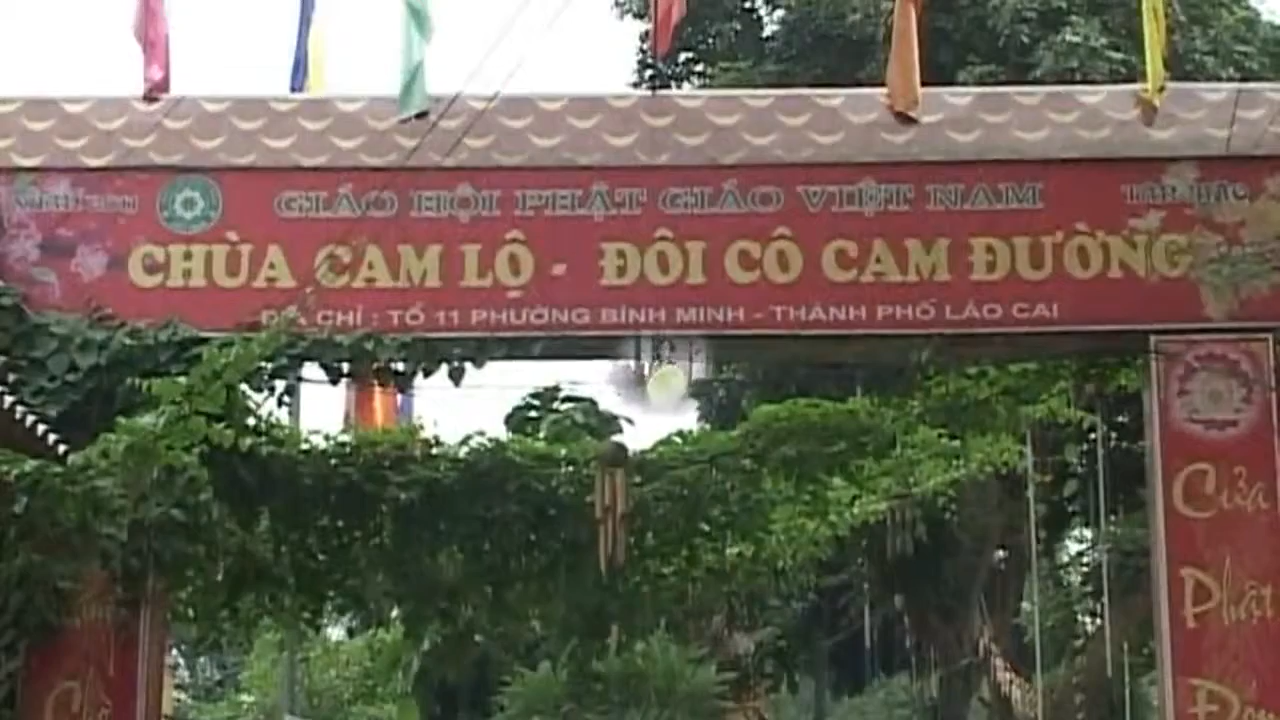 GIÁO HỘI PHẬT GIÁO VIỆT NAM
CHÙA CAM LỘ - ĐÔI CÔ CAM ĐƯỜNG
ĐỊA CHỈ : TỔ 11 PHƯỜNG BÌNH MINH - THÀNH PHỐ LÀO CAI
Cửa
Phật